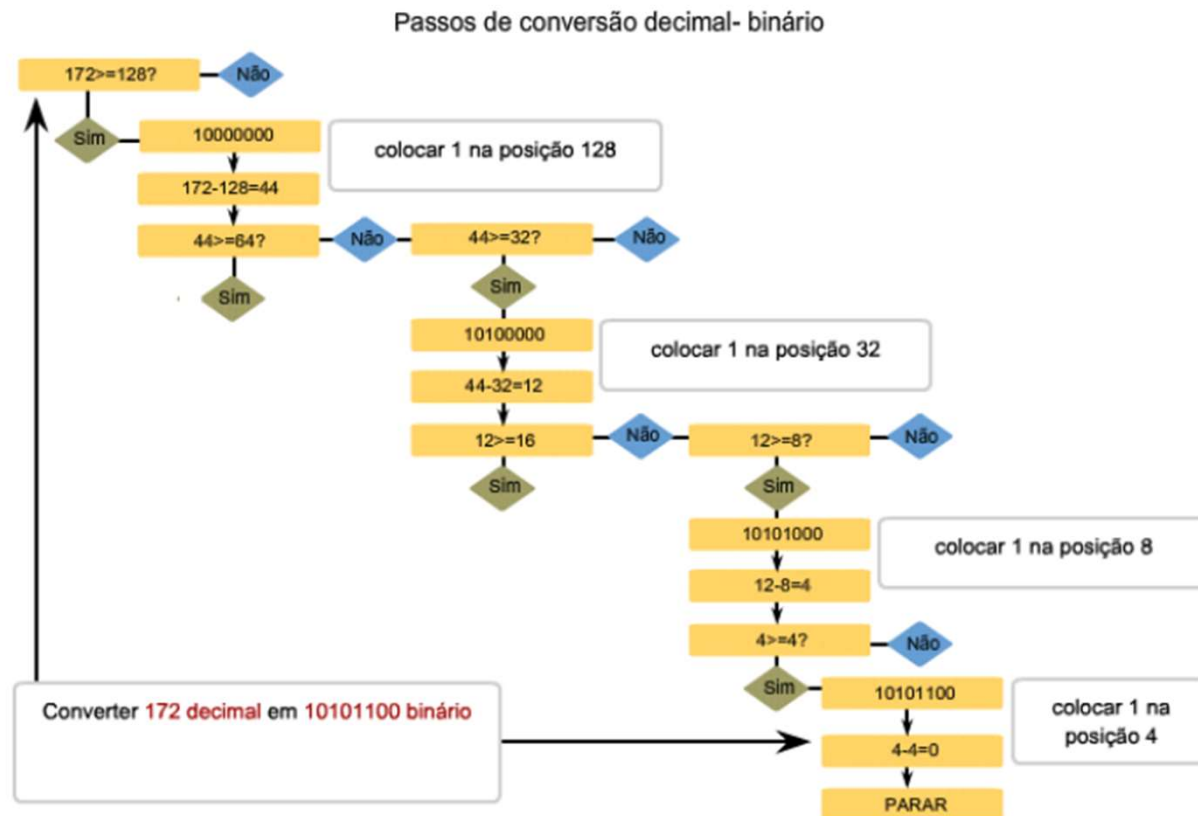 Passos de conversão decimal- binário
172>=128?
Não
Sim
10000000
colocar 1 na posição 128
172-128=44
44>=64?
Não
44>=32?
Não
Sim
Sim
10100000
colocar 1 na posição 32
44-32=12
12>=16
Não
12>=8?
Não
Sim
Sim
10101000
colocar 1 na posição 8
12-8=4
4>=4?
Não
Sim
10101100
colocar 1 na
posição 4
Converter 172 decimal em 10101100 binário
4-4=0
PARAR